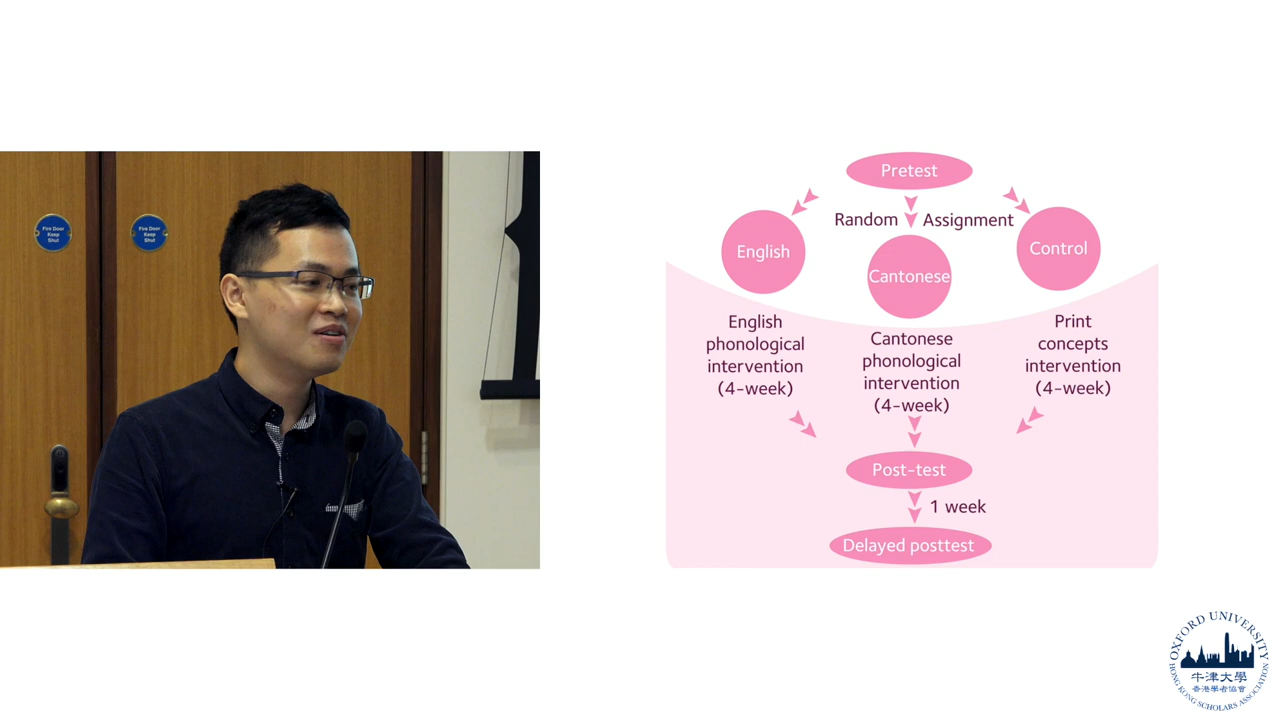 Fire Door
Keep
Shut
Fire Door
Keep
Shut
Pretest
Random Assignment
English
Cantonese
Control
English
phonological
intervention
(4-week)
Cantonese
phonological
intervention
(4-week)
Print
concepts
intervention
(4-week)
Post-test
1 week
Delayed posttest
OXFORD UNIVERSITY
牛津大學
香港學者協會
HONG KONG SCHOLARS ASSOCIATION